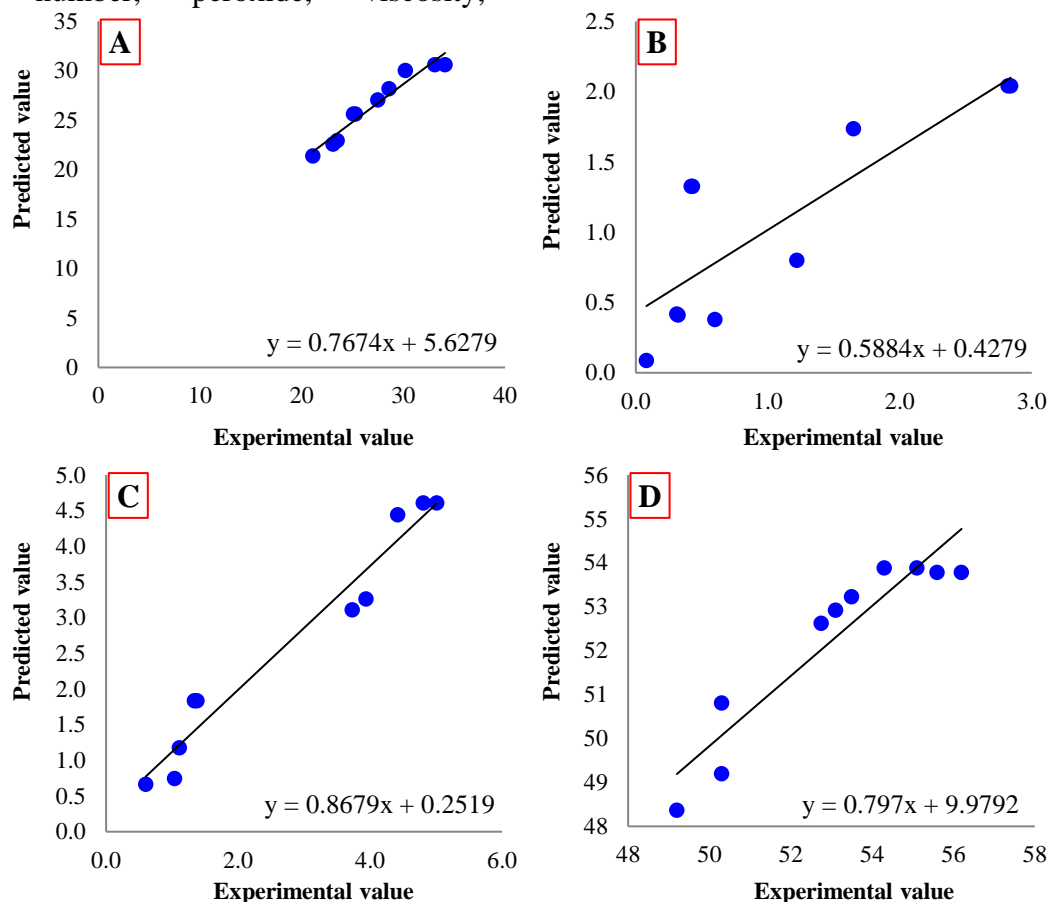 number, peroxide, viscosity,
A
35
30
25
20
15
10
5
0
Predicted value
y = 0.7674x + 5.6279
0 10 20 30 40
Experimental value
B
2.5
2.0
1.5
1.0
0.5
0.0
Predicted value
y = 0.5884x + 0.4279
0.0 1.0 2.0 3.0
Experimental value
C
5.0
4.5
4.0
3.5
3.0
2.5
2.0
1.5
1.0
0.5
0.0
Predicted value
y = 0.8679x + 0.2519
0.0 2.0 4.0 6.0
Experimental value
D
56
55
54
53
52
51
50
49
48
Predicted value
y = 0.797x + 9.9792
48 50 52 54 56 58
Experimental value